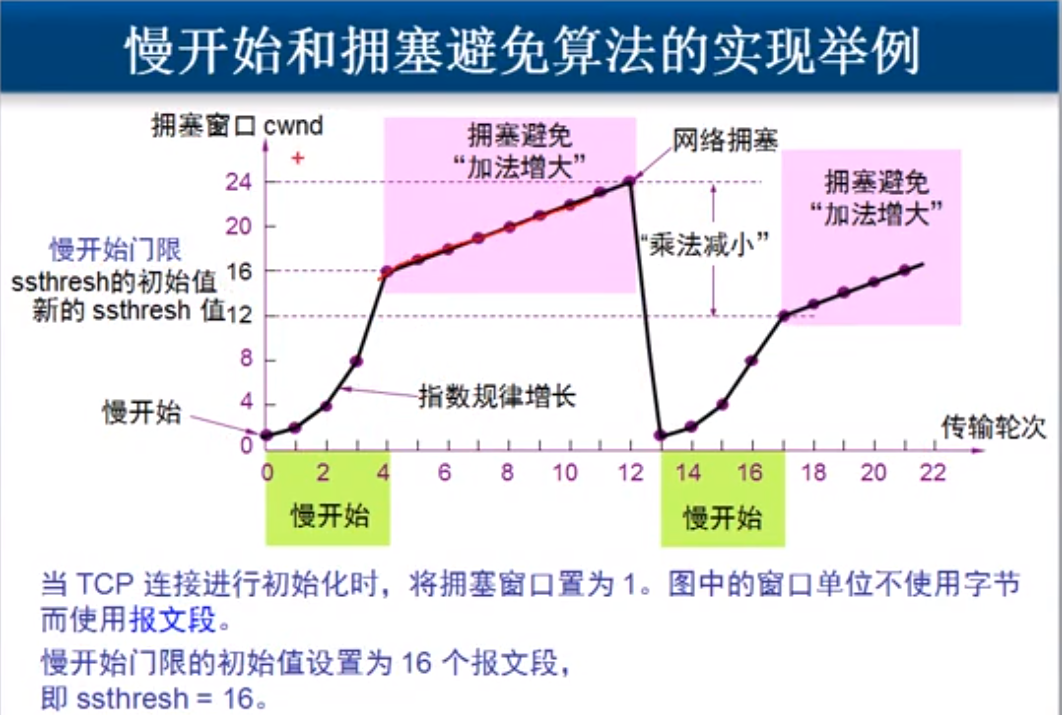 慢开始和拥塞避免算法的实现举例
拥塞窗口 cwnd
拥塞避免
“加法增大”
网络拥塞
拥塞避免
“加法增大”
24
20
“乘法减小”
慢开始门限
ssthresh的初始值
16
新的 ssthresh 值
12
8
4
0
指数规律增长
慢开始
传输轮次
0 2 4 6 8 10 12 14 16 18 20 22
慢开始
慢开始
当 TCP 连接进行初始化时，将拥塞窗口置为 1。图中的窗口单位不使用字节
而使用报文段。
慢开始门限的初始值设置为 16 个报文段，
即 ssthresh = 16。